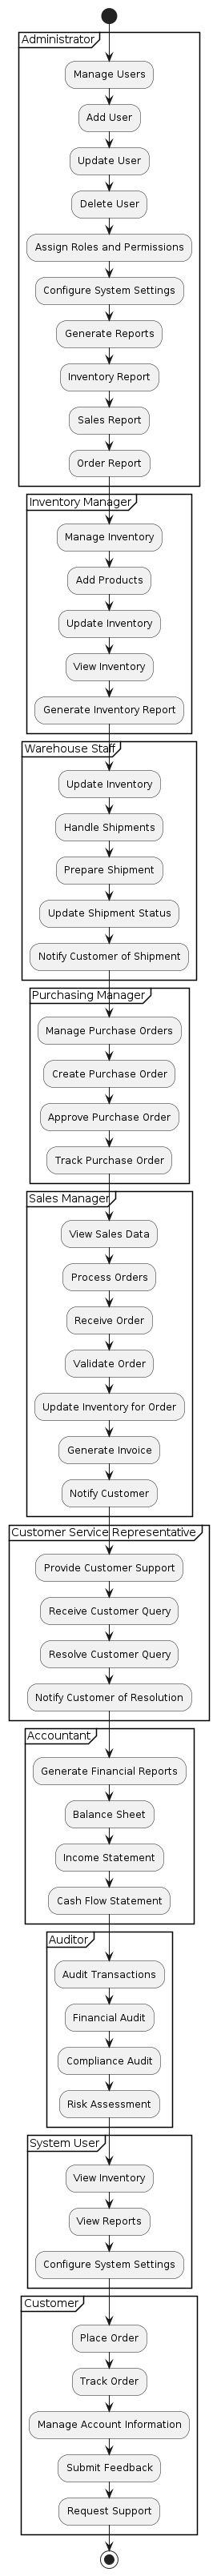 Administrator
Manage Users
Add User
Update User
Delete User
Assign Roles and Permissions
Configure System Settings
Generate Reports
Inventory Report
Sales Report
Order Report
Inventory Manager
Manage Inventory
Add Products
Update Inventory
View Inventory
Generate Inventory Report
Warehouse Staff
Update Inventory
Handle Shipments
Prepare Shipment
Update Shipment Status
Notify Customer of Shipment
Purchasing Manager
Manage Purchase Orders
Create Purchase Order
Approve Purchase Order
Track Purchase Order
Sales Manager
View Sales Data
Process Orders
Receive Order
Validate Order
Update Inventory for Order
Generate Invoice
Notify Customer
Customer Service Representative
Provide Customer Support
Receive Customer Query
Resolve Customer Query
Notify Customer of Resolution
Accountant
Generate Financial Reports
Balance Sheet
Income Statement
Cash Flow Statement
Auditor
Audit Transactions
Financial Audit
Compliance Audit
Risk Assessment
System User
View Inventory
View Reports
Configure System Settings
Customer
Place Order
Track Order
Manage Account Information
Submit Feedback
Request Support